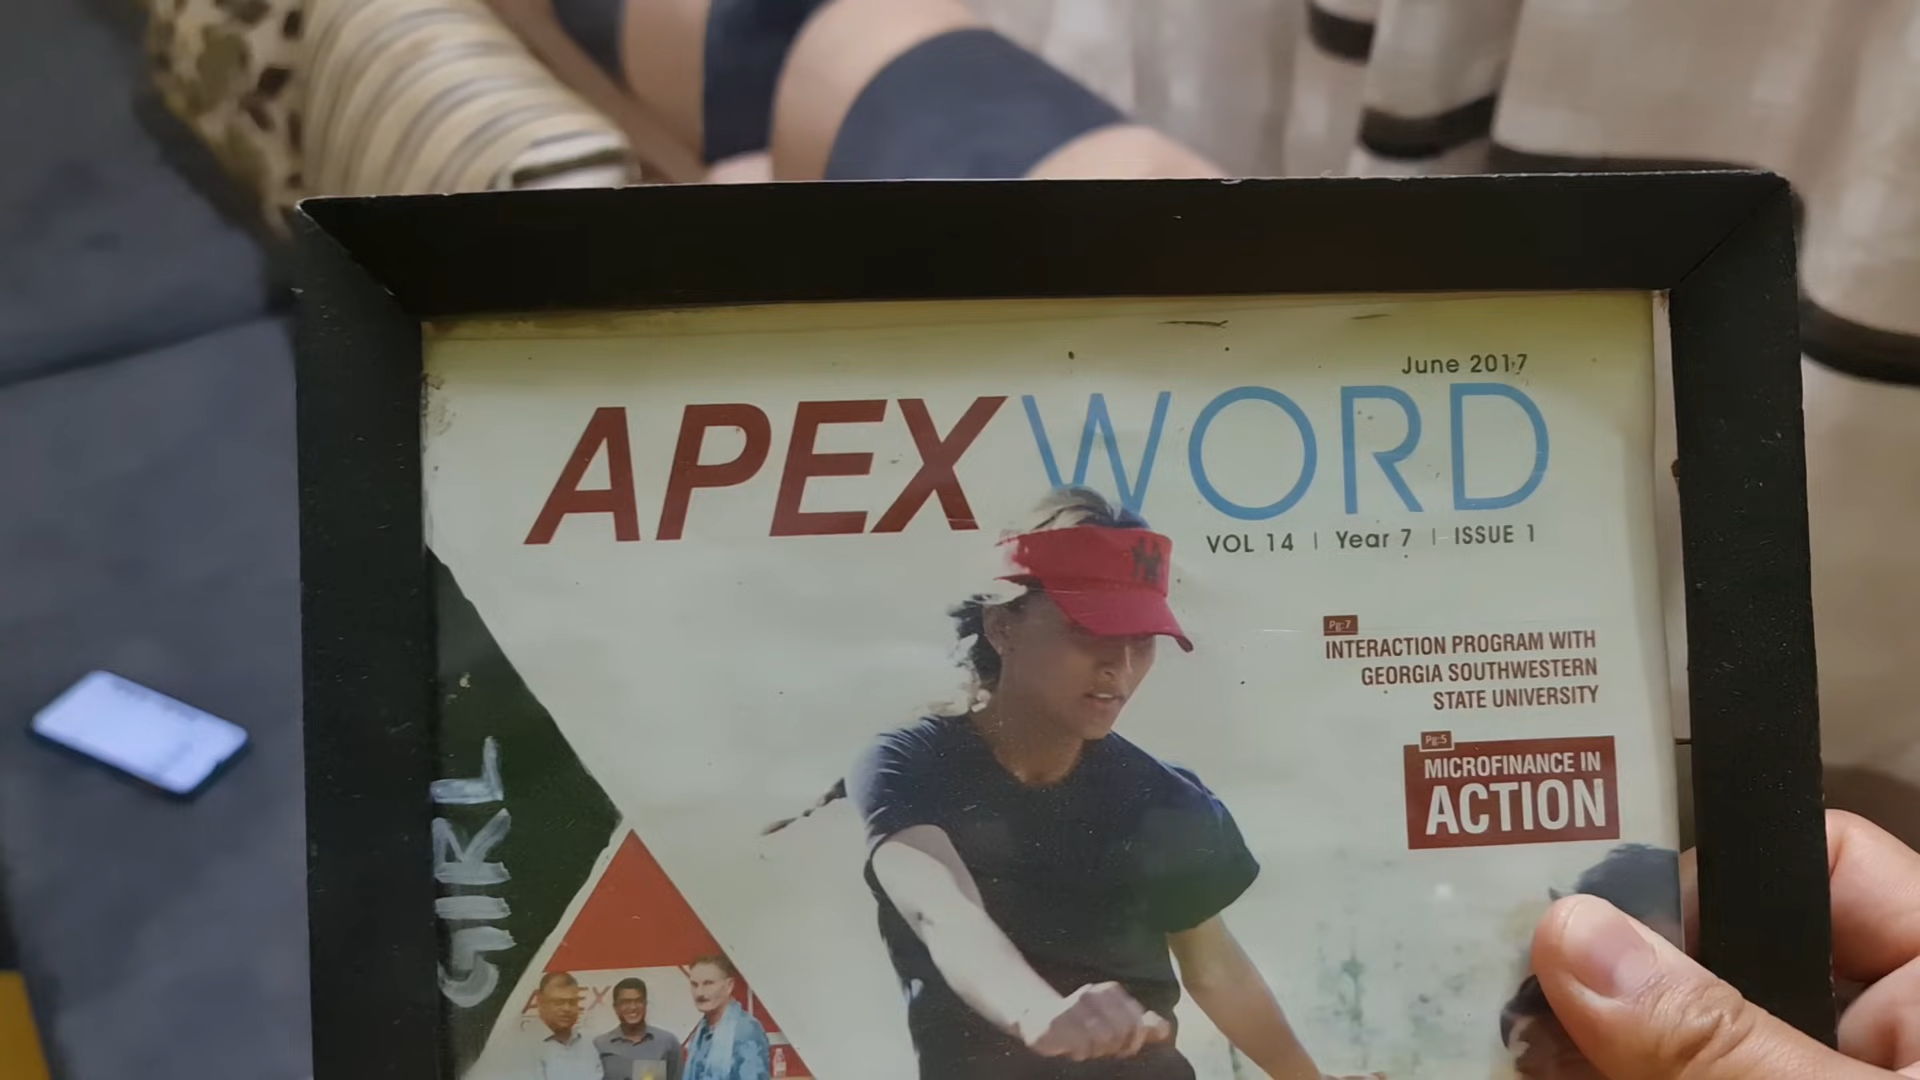 June 2017
APEX WORD
VOL 14 | Year 7 | ISSUE 1
Pg:7
INTERACTION PROGRAM WITH
GEORGIA SOUTHWESTERN
STATE UNIVERSITY
Pg:5
MICROFINANCE IN
ACTION
GIRL
APEX